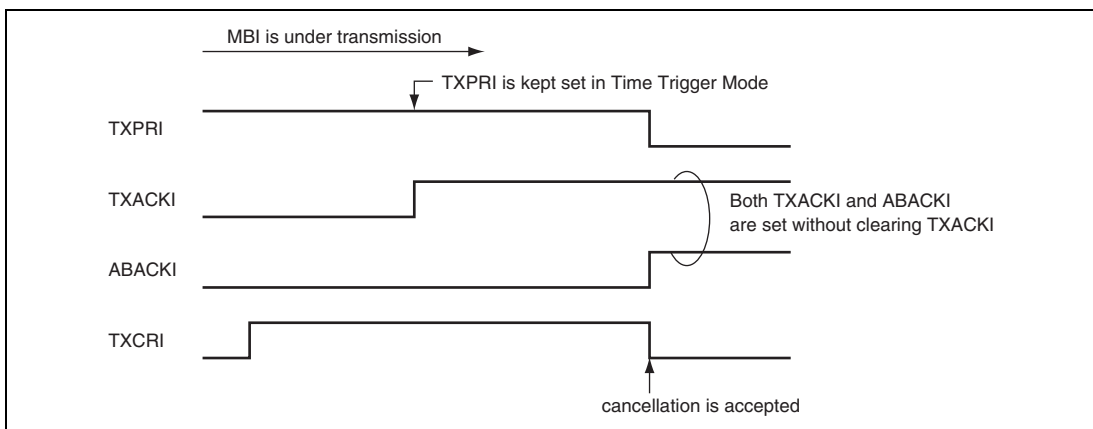 MBI is under transmission
TXPRI is kept set in Time Trigger Mode
TXPRI
TXACKI
Both TXACKI and ABACKI
are set without clearing TXACKI
ABACKI
TXCRI
cancellation is accepted